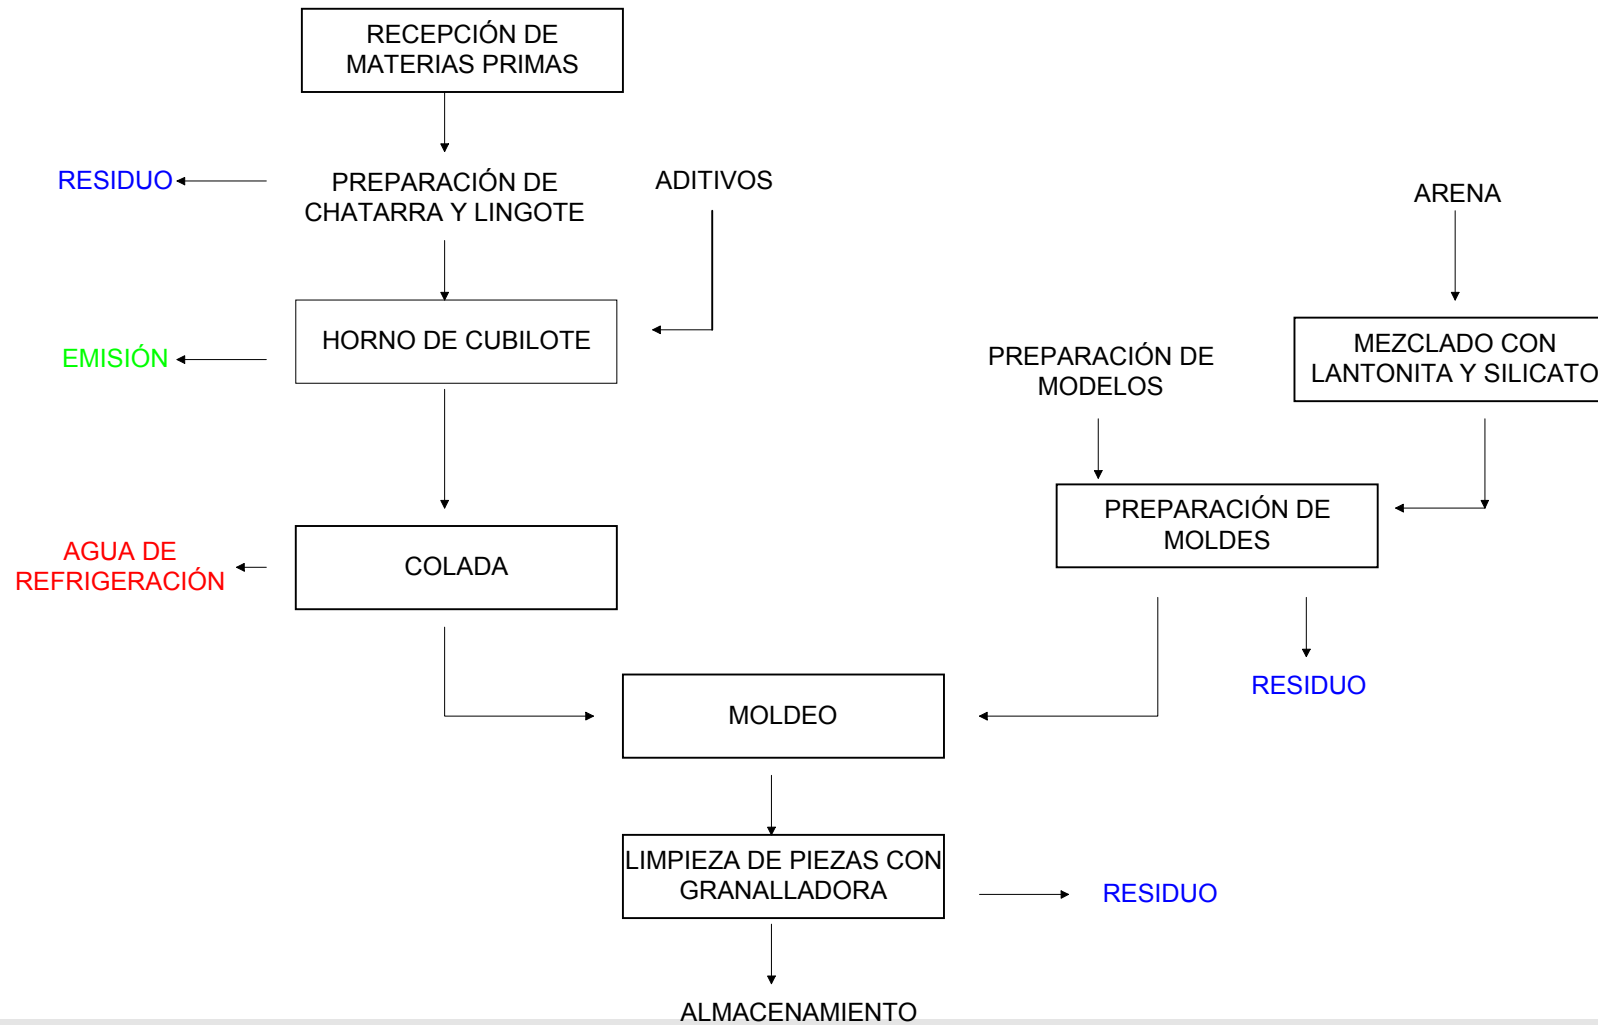 RECEPCIÓN DE
MATERIAS PRIMAS
RESIDUO
PREPARACIÓN DE
CHATARRA Y LINGOTE
ADITIVOS
ARENA
EMISIÓN
HORNO DE CUBILOTE
PREPARACIÓN DE
MODELOS
MEZCLADO CON
LANTONITA Y SILICATO
PREPARACIÓN DE
MOLDES
AGUA DE
REFRIGERACIÓN
COLADA
RESIDUO
MOLDEO
LIMPIEZA DE PIEZAS CON
GRANALLADORA
RESIDUO
ALMACENAMIENTO